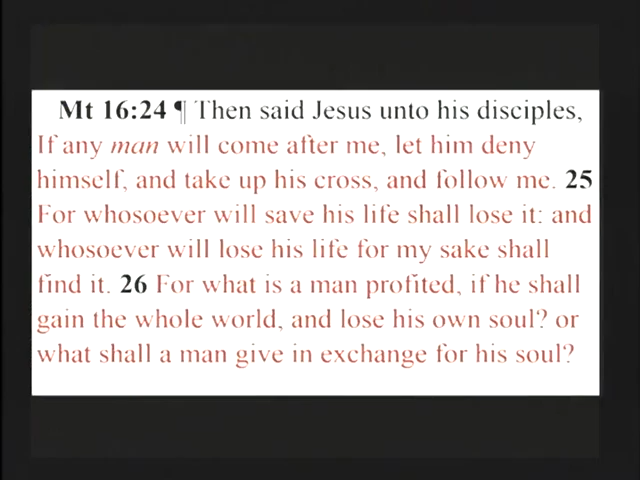 Mt 16:24 ¶ Then said Jesus unto his disciples,
If any man will come after me, let him deny
himself, and take up his cross, and follow me. 25
For whosoever will save his life shall lose it: and
whosoever will lose his life for my sake shall
find it. 26 For what is a man profited, if he shall
gain the whole world, and lose his own soul? or
what shall a man give in exchange for his soul?